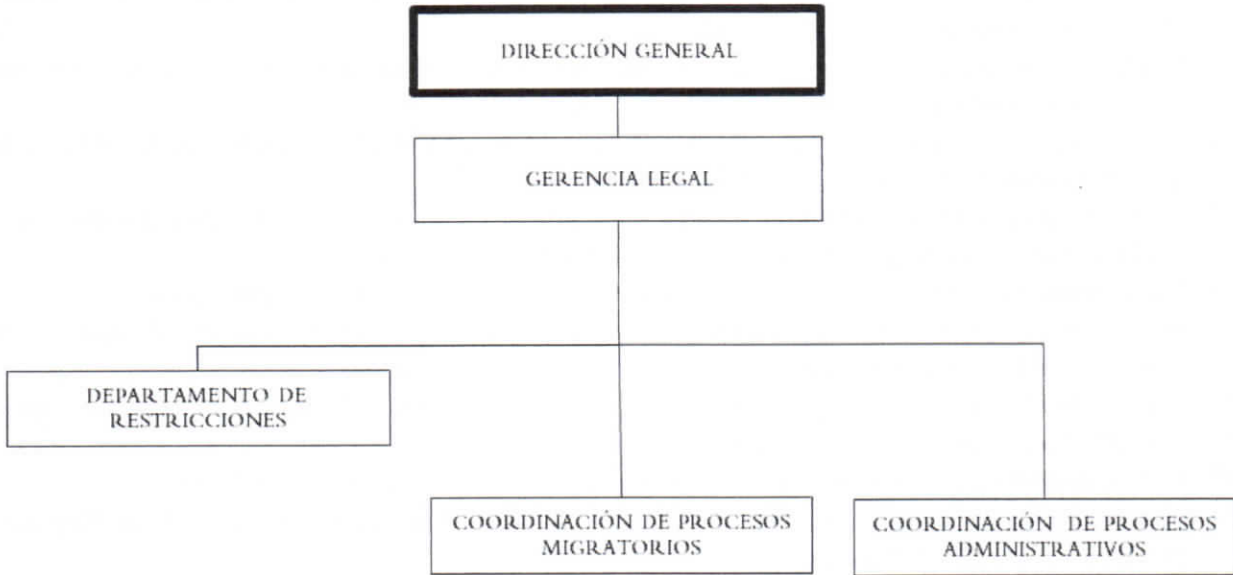 DIRECCIÓN GENERAL
GERENCIA LEGAL
DEPARTAMENTO DE
RESTRICCIONES
COORDINACIÓN DE PROCESOS
MIGRATORIOS
COORDINACIÓN DE PROCESOS
ADMINISTRATIVOS